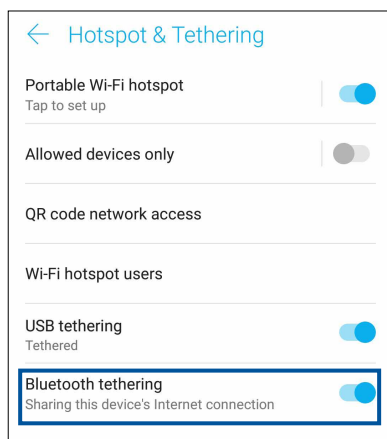 Hotspot & Tethering
Portable Wi-Fi hotspot
Tap to set up
Allowed devices only
QR code network access
Wi-Fi hotspot users
USB tethering
Tethered
Bluetooth tethering
Sharing this device's Internet connection